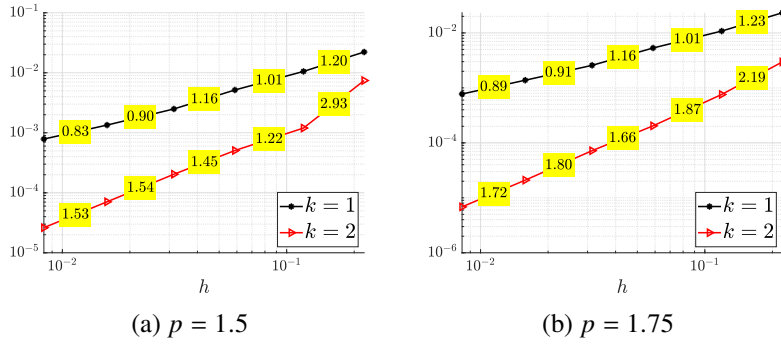 10^{-1}
10^{-2}
10^{-3}
10^{-4}
10^{-5}
0.83 0.90 1.16 1.01 1.20
1.53 1.54 1.45 1.22 2.93
k = 1
k = 2
10^{-2} 10^{-1}
h
(a) p = 1.5
10^{-2}
10^{-4}
10^{-6}
0.89 0.91 1.16 1.01 1.23
1.72 1.80 1.66 1.87 2.19
k = 1
k = 2
10^{-2} 10^{-1}
h
(b) p = 1.75